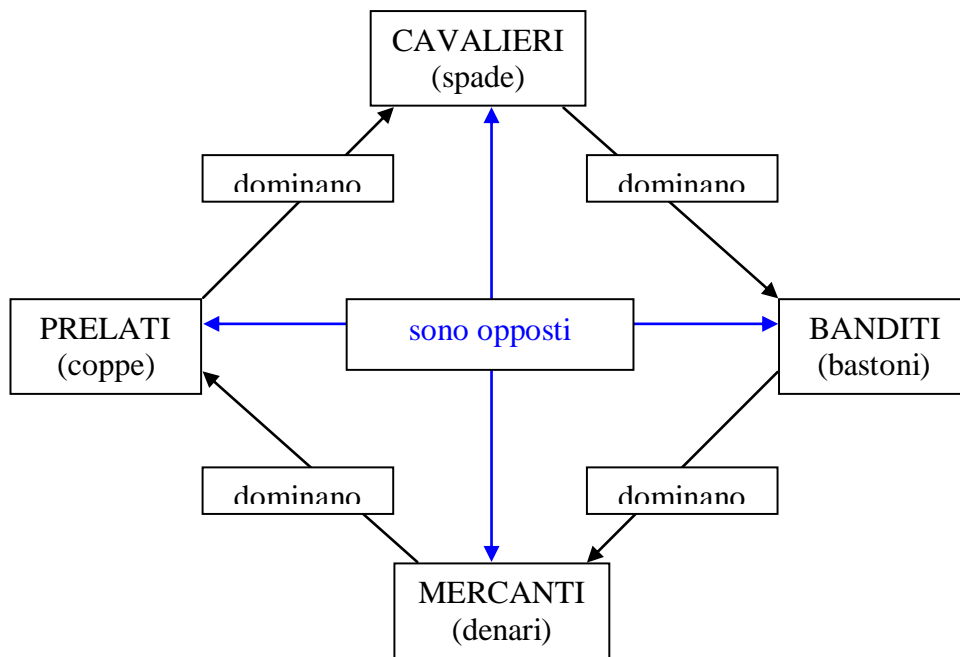 CAVALIERI
(spade)
dominano
dominano
PRELATI
(coppe)
sono opposti
BANDITI
(bastoni)
dominano
dominano
MERCANTI
(denari)